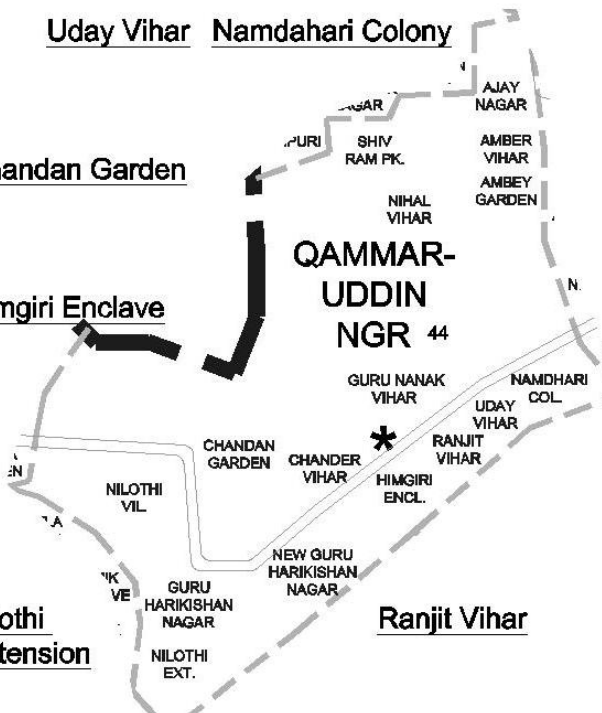 Uday Vihar Namdahari Colony
AJAY
NAGAR
SHIV
RAM PK.
AMBER
VIHAR
AMBEY
GARDEN
NIHAL
VIHAR
QAMMAR-
UDDIN
NGR 44
GURU NANAK
VIHAR
NAMDHARI
COL.
UDAY
VIHAR
RANJIT
VIHAR
CHANDAN
GARDEN
CHANDER
VIHAR
*
HIMGIRI
ENCL.
NILOTHI
VIL.
NEW GURU
HARIKISHAN
NAGAR
GURU
HARIKISHAN
NAGAR
NILOTHI
EXT.
Garden
Enclave
Ranjit Vihar